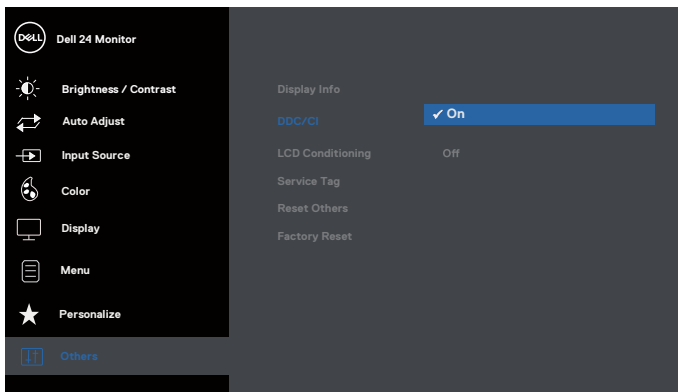 DELL
Dell 24 Monitor
Brightness / Contrast
Auto Adjust
Input Source
Color
Display
Menu
Personalize
Others
Display Info
DDC/CI
✓ On
LCD Conditioning
Off
Service Tag
Reset Others
Factory Reset